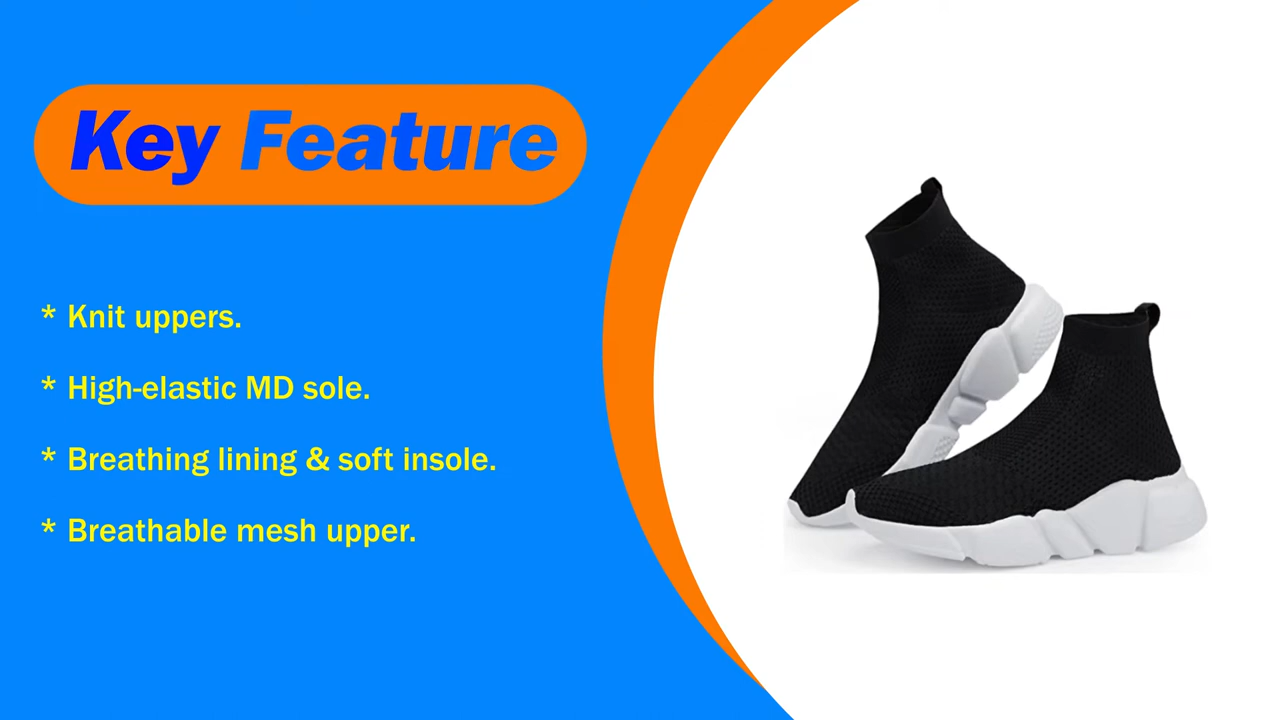 Key Feature
* Knit uppers.
* High-elastic MD sole.
* Breathing lining & soft insole.
* Breathable mesh upper.